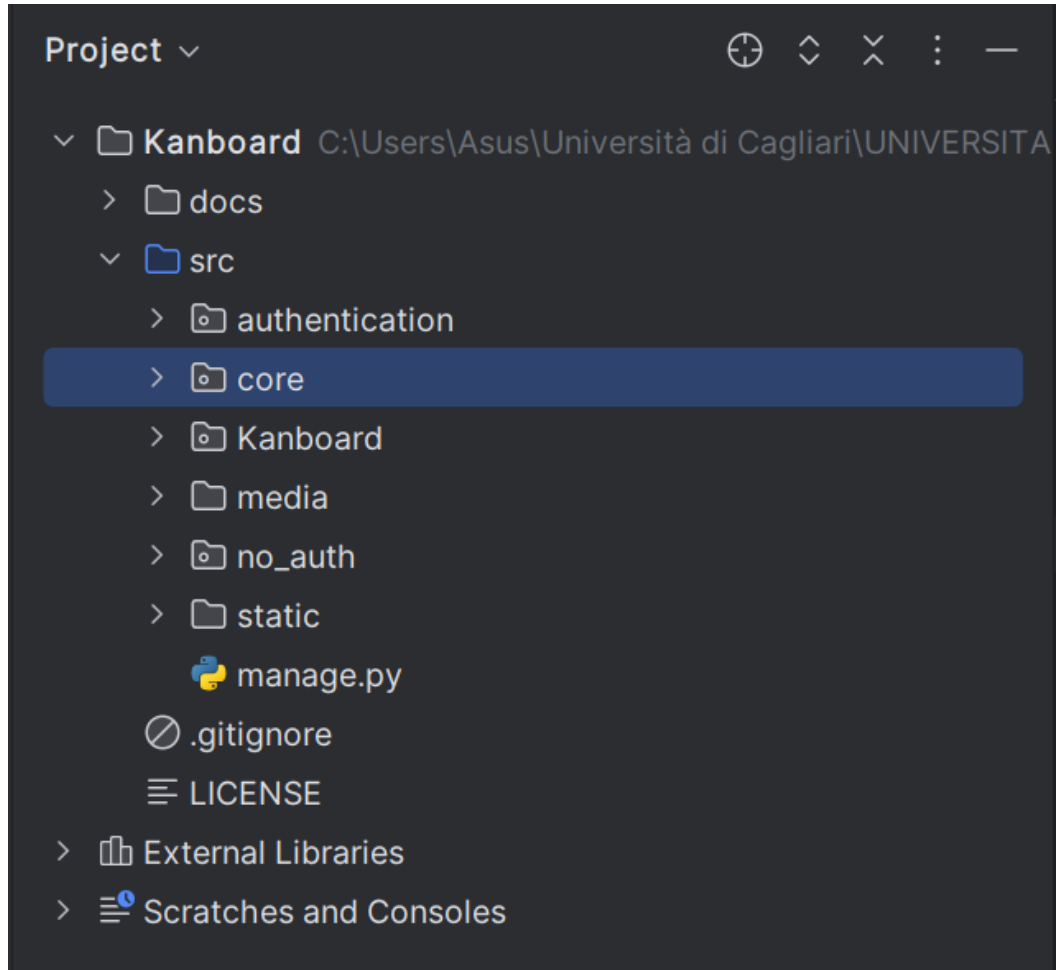 Project
Kanboard C:\Users\Asus\Università di Cagliari\UNIVERSITA
docs
src
authentication
core
Kanboard
media
no_auth
static
manage.py
.gitignore
LICENSE
External Libraries
Scratches and Consoles